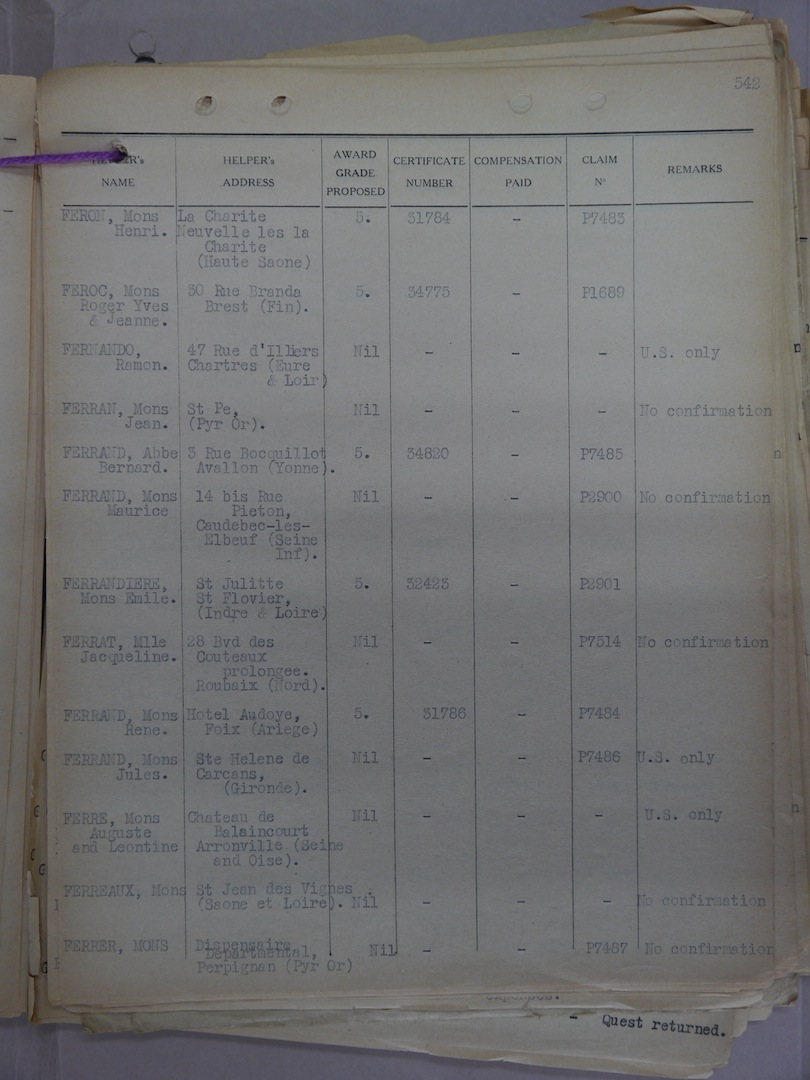 542
HELPER's NAME HELPER's ADDRESS AWARD GRADE PROPOSED CERTIFICATE NUMBER COMPENSATION PAID CLAIM No REMARKS
FERON, Mons La Charite 5. 31784 - P7483
Henri. Neuvelle les la
Charite
(Haute Saone)
FEROC, Mons 30 Rue Branda 5. 34775 - P1689
Roger Yves Brest (Fin).
& Jeanne.
FERNANDO, 47 Rue d'Illiers Nil - - - U.S. only
Ramon. Chartres (Eure
& Loir)
FERRAN, Mons St Pe, Nil - - - No confirmation
Jean. (Pyr Or).
FERRAND, Abbe 3 Rue Bocquillot 5. 34820 - P7485
Bernard. Avallon (Yonne).
FERRAND, Mons 14 bis Rue Nil - - P2900 No confirmation
Maurice Pieton,
Caudebec-les-
Elbeuf (Seine
Inf).
FERRANDIERE, St Julitte 5. 32423 - P2901
Mons Emile. St Flovier,
(Indre & Loire)
FERRAT, Mlle 28 Bvd des Nil - - P7514 No confirmation
Jacqueline. Couteaux
prolongee.
Roubaix (Nord).
FERRAND, Mons Hotel Audoye, 5. 31786 - P7484
Rene. Foix (Ariege)
FERRAND, Mons Ste Helene de Nil - - P7486 U.S. only
Jules. Carcans,
(Gironde).
FERRE, Mons Chateau de Nil - - - U.S. only
Auguste Balaincourt
and Leontine Arronville (Seine
and Oise).
FERREAUX, Mons St Jean des Vignes
(Saone et Loire). Nil - - - No confirmation
FERRER, MONS Dispensaire Nil - - P7487 No confirmation
Departmental,
Perpignan (Pyr Or)
- Quest returned.